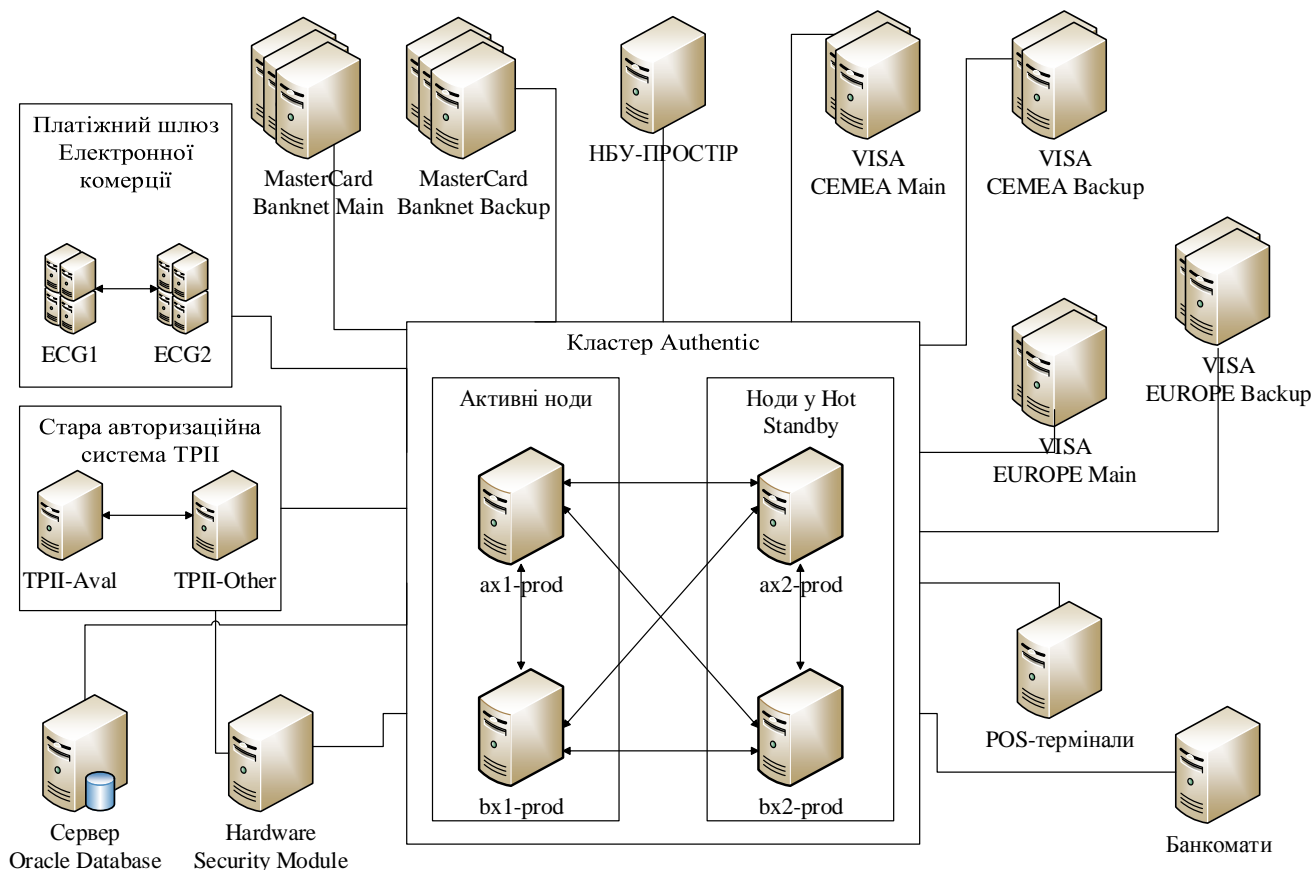 Платіжний шлюз
Електронної
комерції
ECG1
ECG2
MasterCard
Banknet Main
MasterCard
Banknet Backup
НБУ-ПРОСТІР
VISA
CEMEA Main
VISA
CEMEA Backup
VISA
EUROPE Backup
VISA
EUROPE Main
Стара авторизаційна
система ТРІІ
TPII-Aval
TPII-Other
Кластер Authentic
Активні ноди
Ноди у Hot
Standby
ax1-prod
ax2-prod
bx1-prod
bx2-prod
POS-термінали
Банкомати
Сервер
Oracle Database
Hardware
Security Module